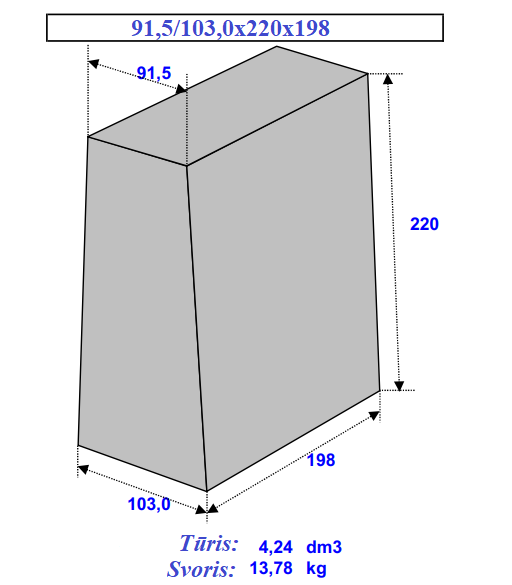 91,5/103,0x220x198
91,5
220
198
103,0
Tūris: 4,24 dm3
Svoris: 13,78 kg